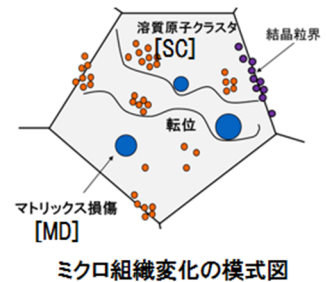 溶質原子クラスタ
[SC]
結晶粒界
転位
マトリックス損傷
[MD]
ミクロ組織変化の模式図